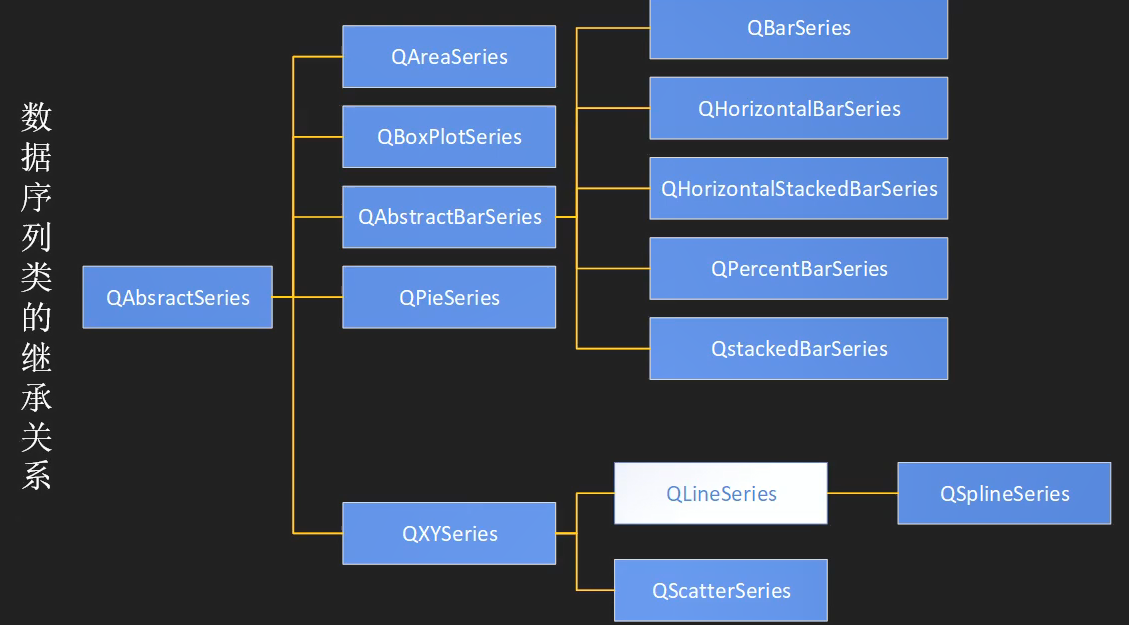 数据序列类的继承关系
QAbsractSeries
QAreaSeries
QBoxPlotSeries
QAbstractBarSeries
QPieSeries
QXYSeries
QBarSeries
QHorizontalBarSeries
QHorizontalStackedBarSeries
QPercentBarSeries
QstackedBarSeries
QLineSeries
QScatterSeries
QSplineSeries